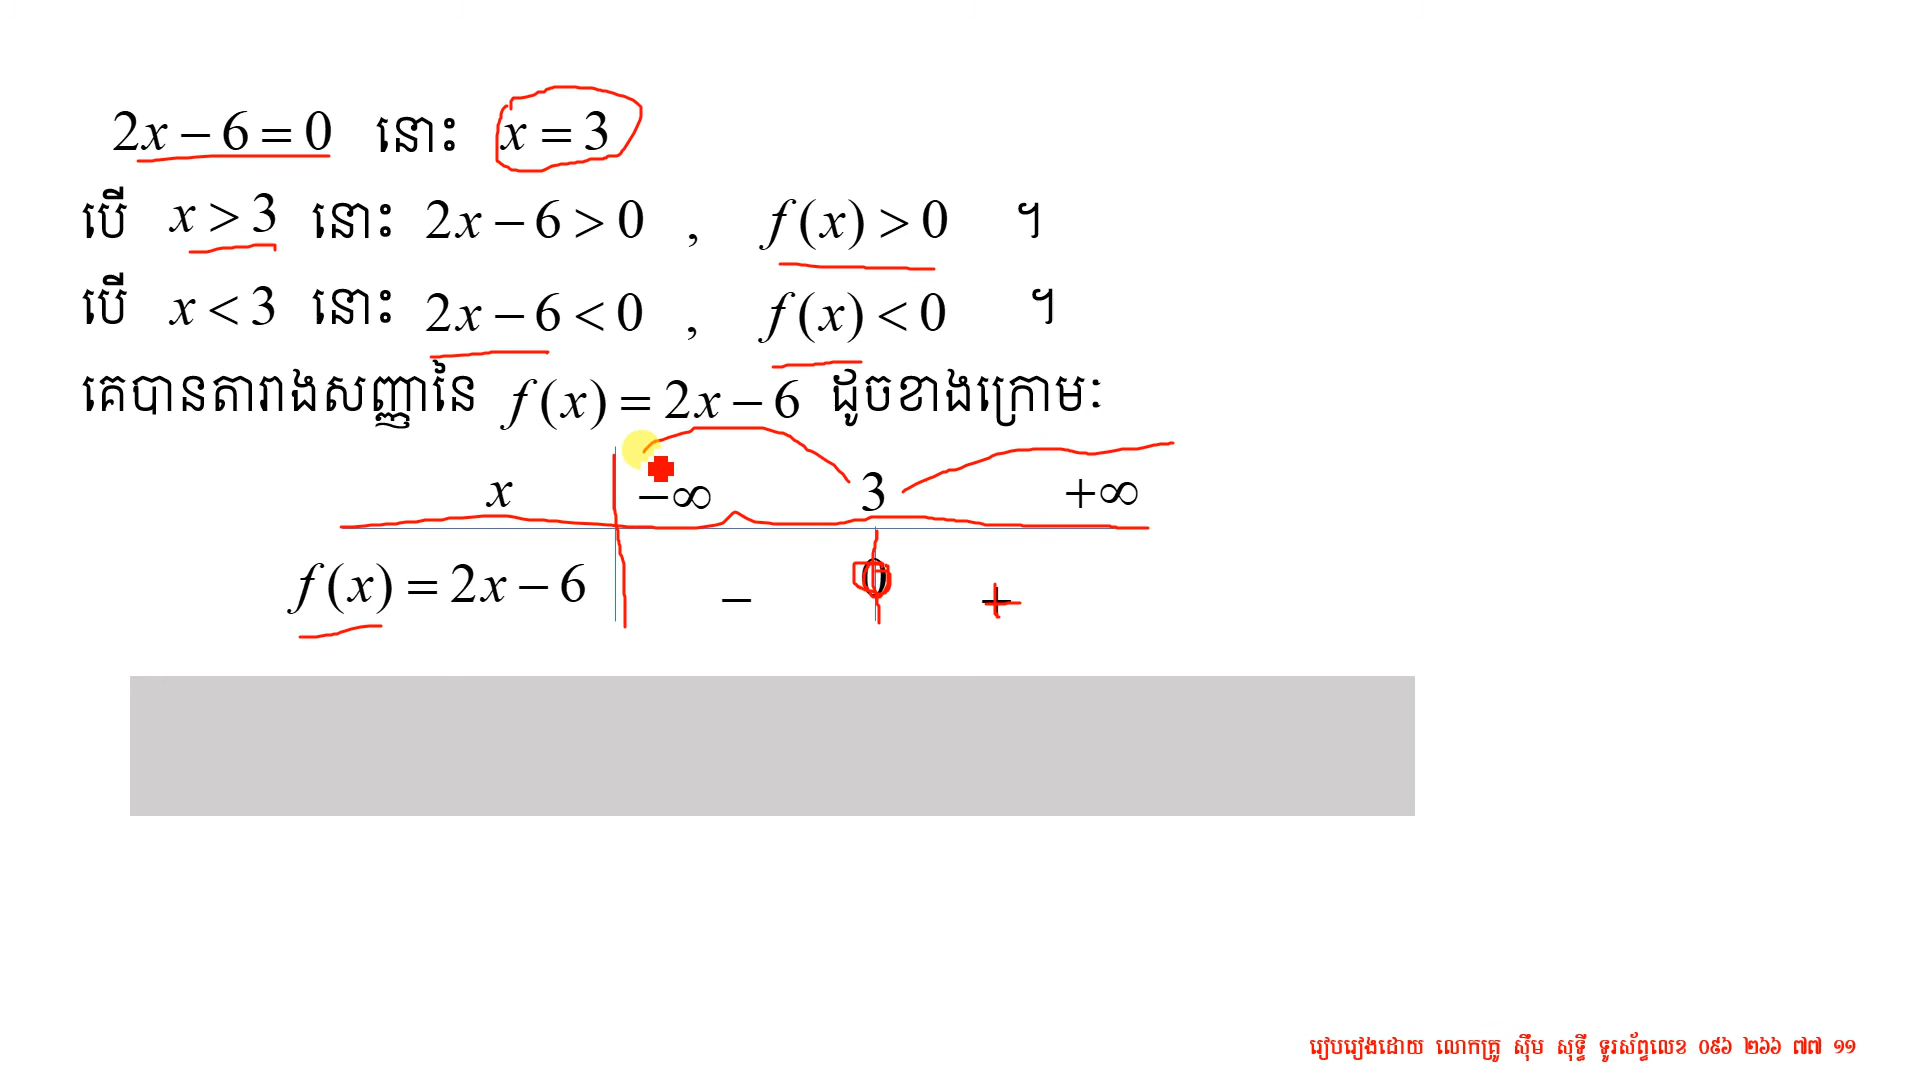 2x − 6 = 0 នោះ x = 3
បើ x > 3 នោះ 2x − 6 > 0 , f(x) > 0 ។
បើ x < 3 នោះ 2x − 6 < 0 , f(x) < 0 ។
គេបានតារាងសញ្ញានៃ f(x) = 2x − 6 ដូចខាងក្រោមៈ
x −∞ 3 +∞
f(x) = 2x − 6 − 0 +
រៀបរៀងដោយ លោកគ្រូ ស៊ឹម សុទ្ធី ទូរស័ព្ទលេខ ០៩៦ ២៦៦ ៧៧ ១១